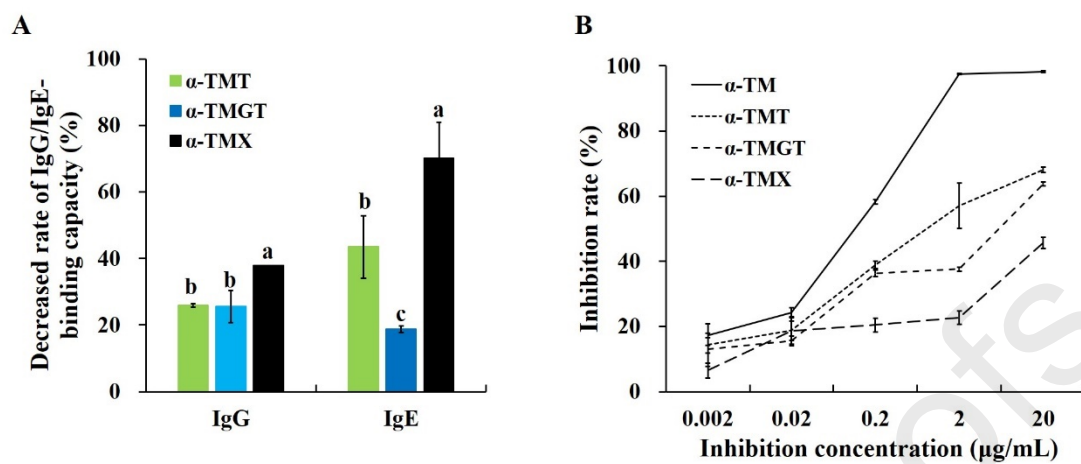 A
Decreased rate of IgG/IgE-
binding capacity (%)
100
80
60
40
20
0
α-TMT
α-TMGT
α-TMX
b
b
a
b
c
a
IgG
IgE
B
Inhibition rate (%)
100
80
60
40
20
0
α-TM
α-TMT
α-TMGT
α-TMX
0.002
0.02
0.2
2
20
Inhibition concentration (μg/mL)
ofs